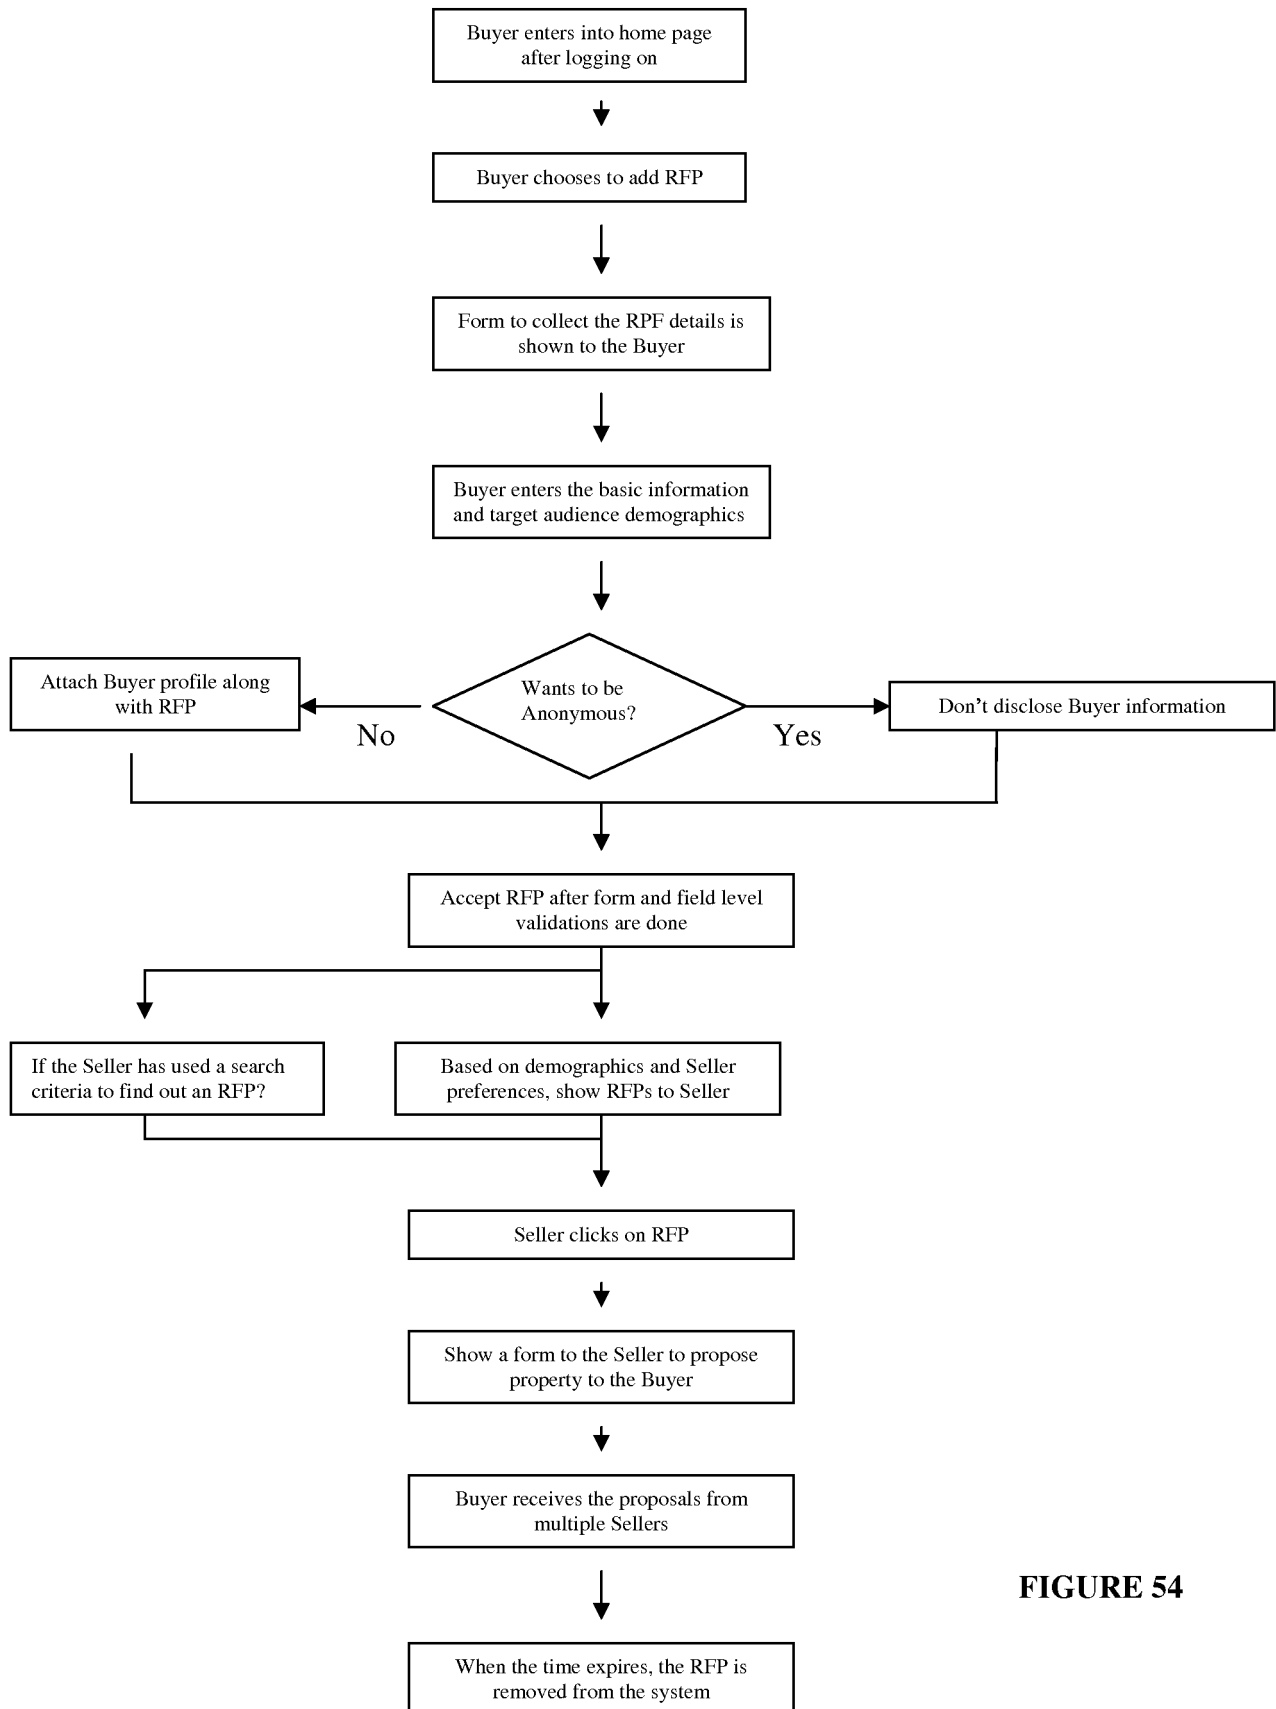 Buyer enters into home page
after logging on
Buyer chooses to add RFP
Form to collect the RPF details is
shown to the Buyer
Buyer enters the basic information
and target audience demographics
Attach Buyer profile along
with RFP
Wants to be
Anonymous?
Don't disclose Buyer information
No
Yes
Accept RFP after form and field level
validations are done
If the Seller has used a search
criteria to find out an RFP?
Based on demographics and Seller
preferences, show RFPs to Seller
Seller clicks on RFP
Show a form to the Seller to propose
property to the Buyer
Buyer receives the proposals from
multiple Sellers
FIGURE 54
When the time expires, the RFP is
removed from the system